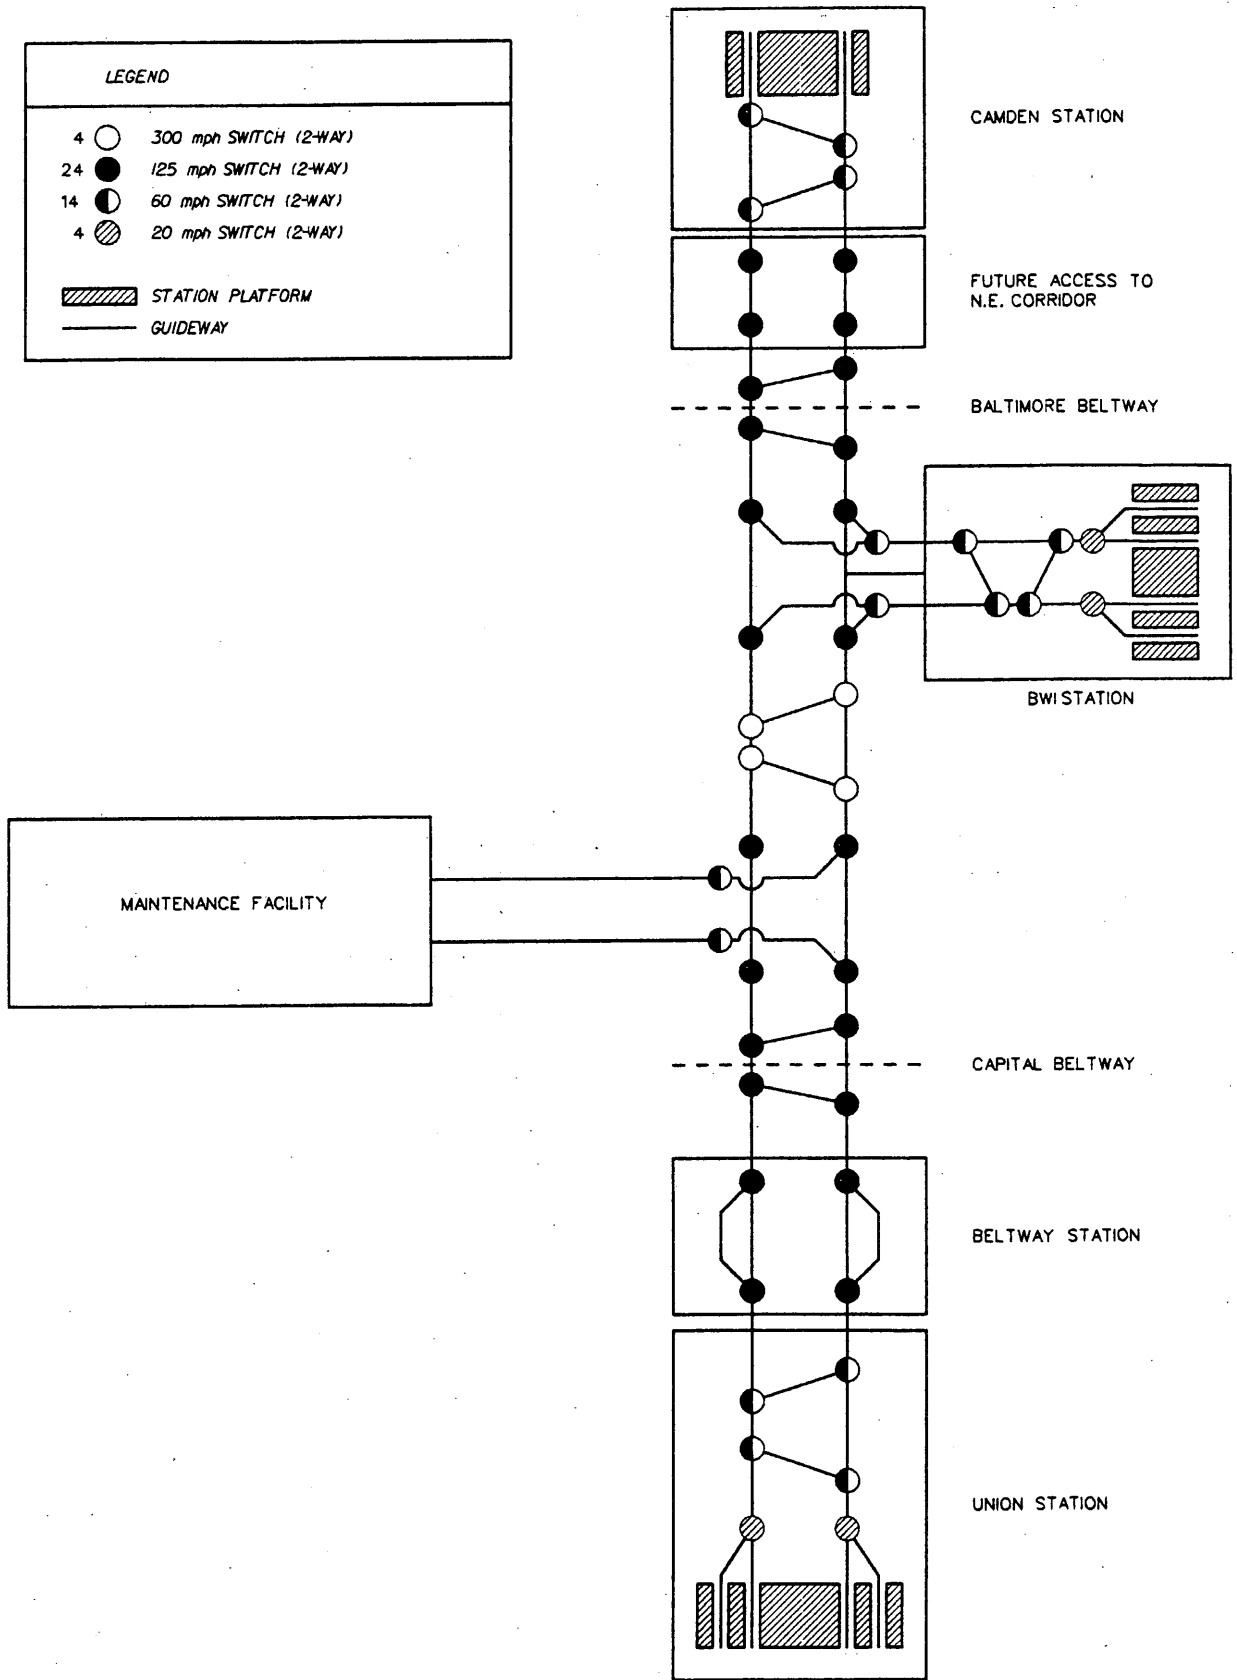 LEGEND
4 300 mph SWITCH (2-WAY)
24 125 mph SWITCH (2-WAY)
14 60 mph SWITCH (2-WAY)
4 20 mph SWITCH (2-WAY)
STATION PLATFORM
GUIDEWAY
CAMDEN STATION
FUTURE ACCESS TO
N.E. CORRIDOR
BALTIMORE BELTWAY
BWI STATION
MAINTENANCE FACILITY
CAPITAL BELTWAY
BELTWAY STATION
UNION STATION